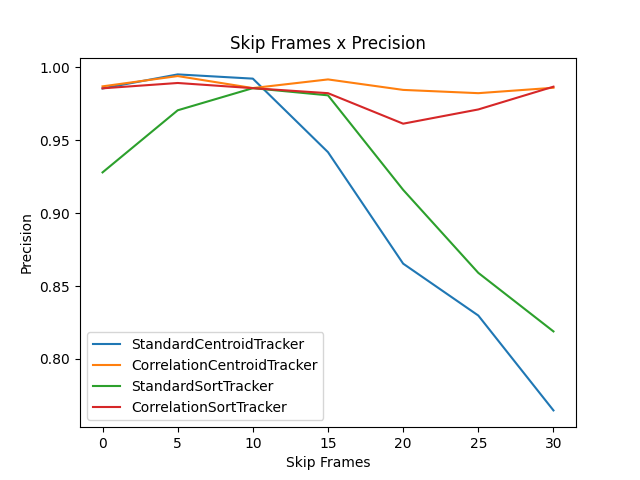 Skip Frames x Precision
1.00
0.95
0.90
0.85
0.80
Precision
StandardCentroidTracker
CorrelationCentroidTracker
StandardSortTracker
CorrelationSortTracker
0 5 10 15 20 25 30
Skip Frames